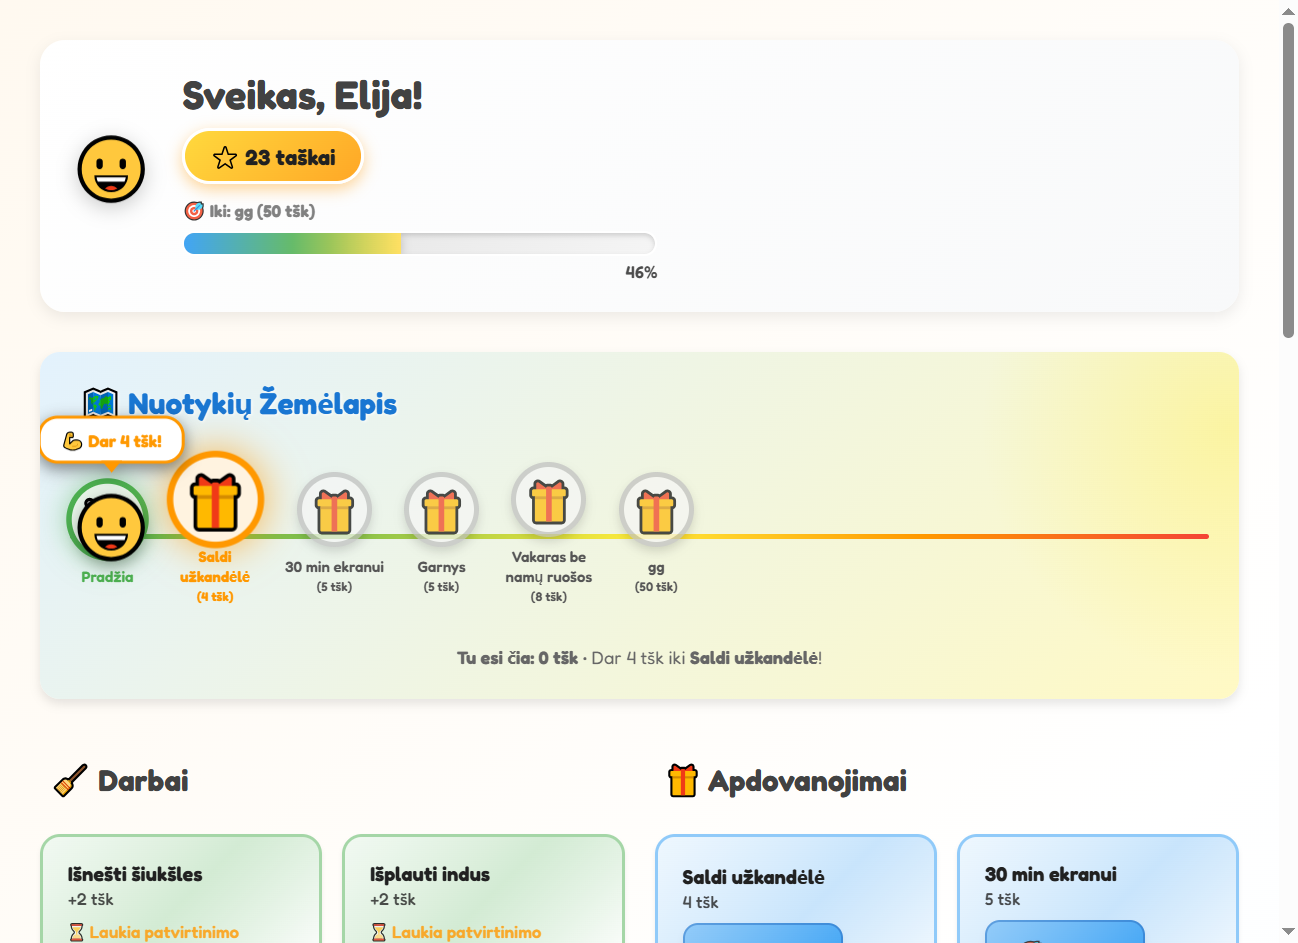 Sveikas, Elija!
23 taškai
Iki: gg (50 tšk)
46%
Nuotykių Žemėlapis
Dar 4 tšk!
Pradžia
Saldi
užkandėlė
(4 tšk)
30 min ekranui
(5 tšk)
Garnys
(5 tšk)
Vakaras be
namų ruošos
(8 tšk)
gg
(50 tšk)
Tu esi čia: 0 tšk · Dar 4 tšk iki Saldi užkandėlė!
Darbai
Išnešti šiukšles
+2 tšk
Laukia patvirtinimo
Išplauti indus
+2 tšk
Laukia patvirtinimo
Apdovanojimai
Saldi užkandėlė
4 tšk
30 min ekranui
5 tšk